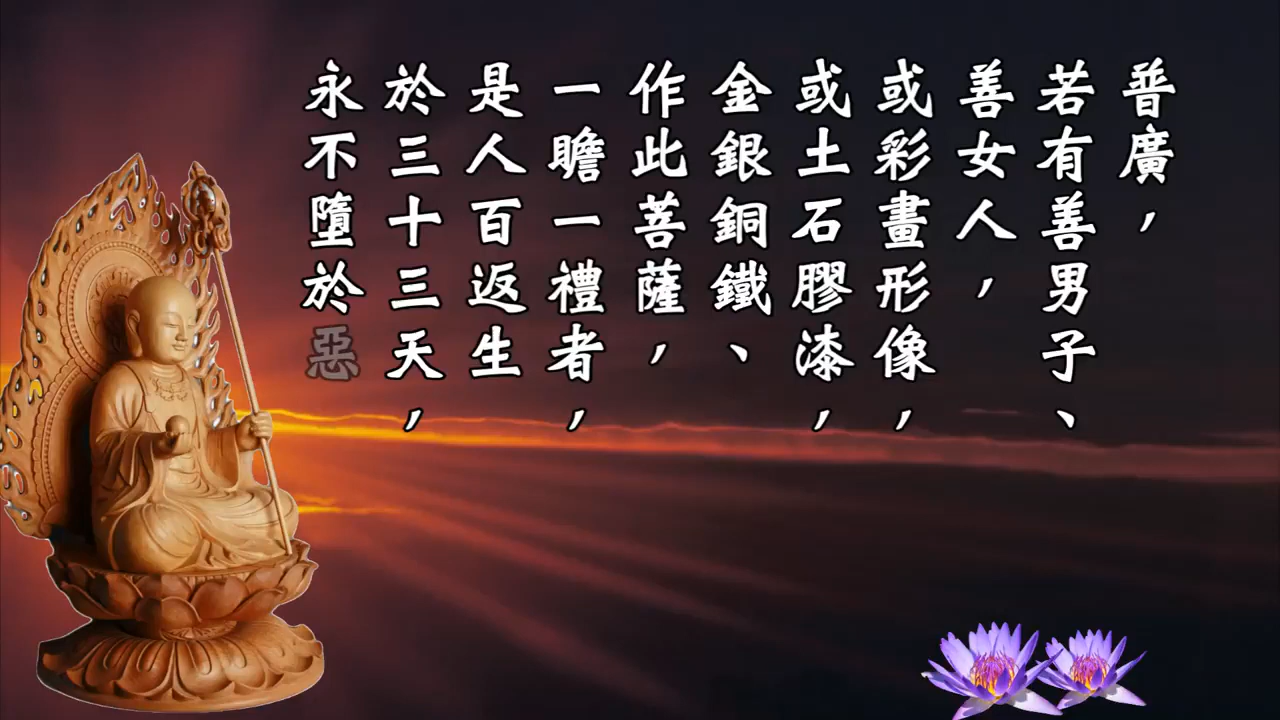 普廣，
若有善男子、
善女人，
或彩畫形像，
或土石膠漆，
金銀銅鐵、
作此菩薩，
一瞻一禮者，
是人百返生
於三十三天，
永不墮於惡